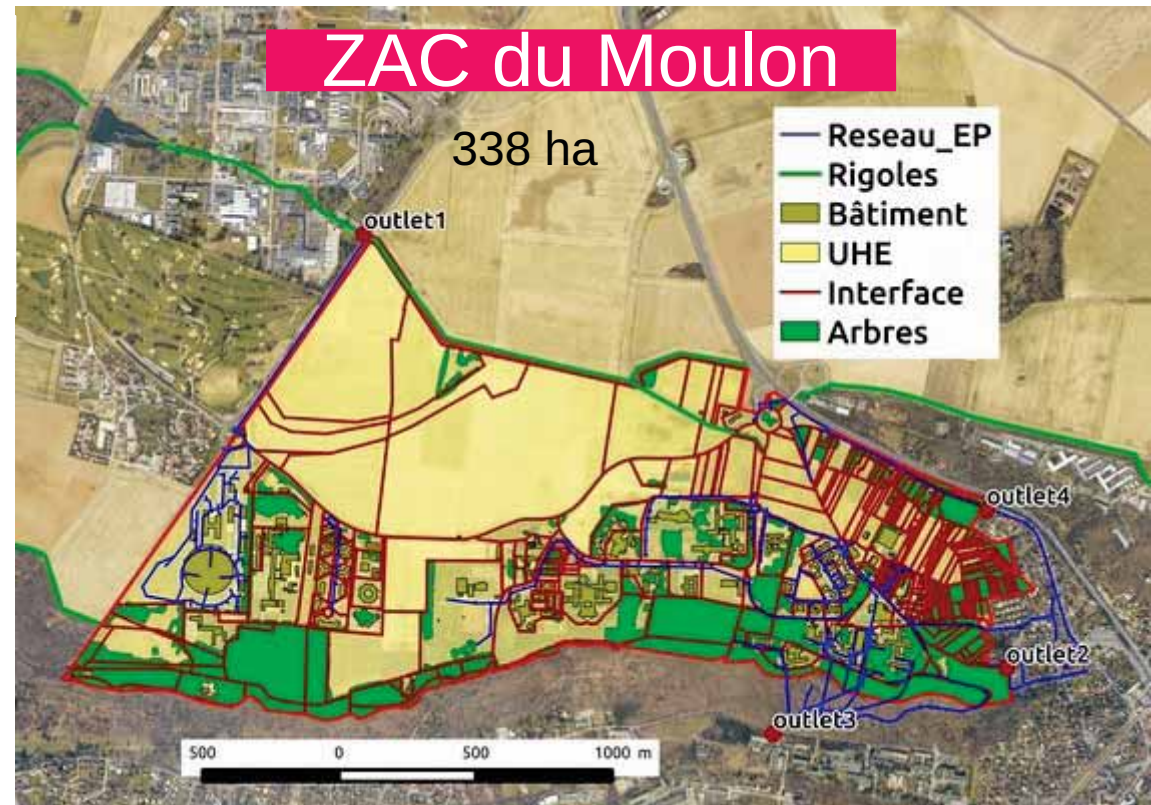 ZAC du Moulon
338 ha
Reseau_EP
Rigoles
Bâtiment
UHE
Interface
Arbres
outlet1
outlet4
outlet2
outlet3
500 0 500 1000 m